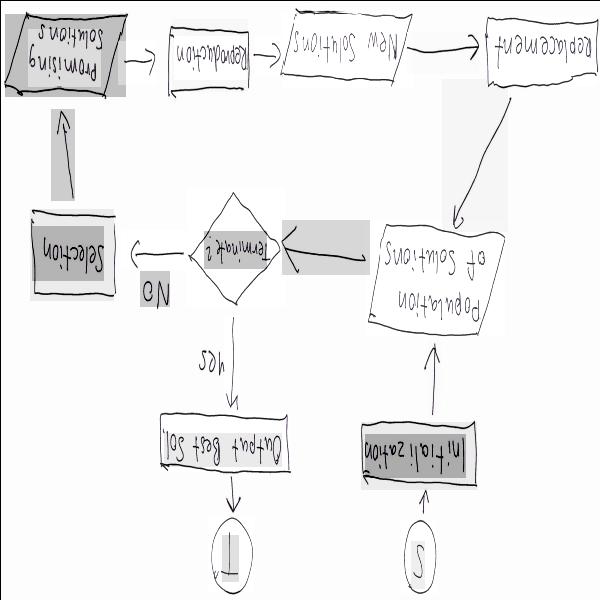 S
T
Initialization
Output Best Sol.
Yes
Population
of Solutions
No
Terminate?
Selection
Replacement
New Solutions
Reproduction
Promising
Solutions